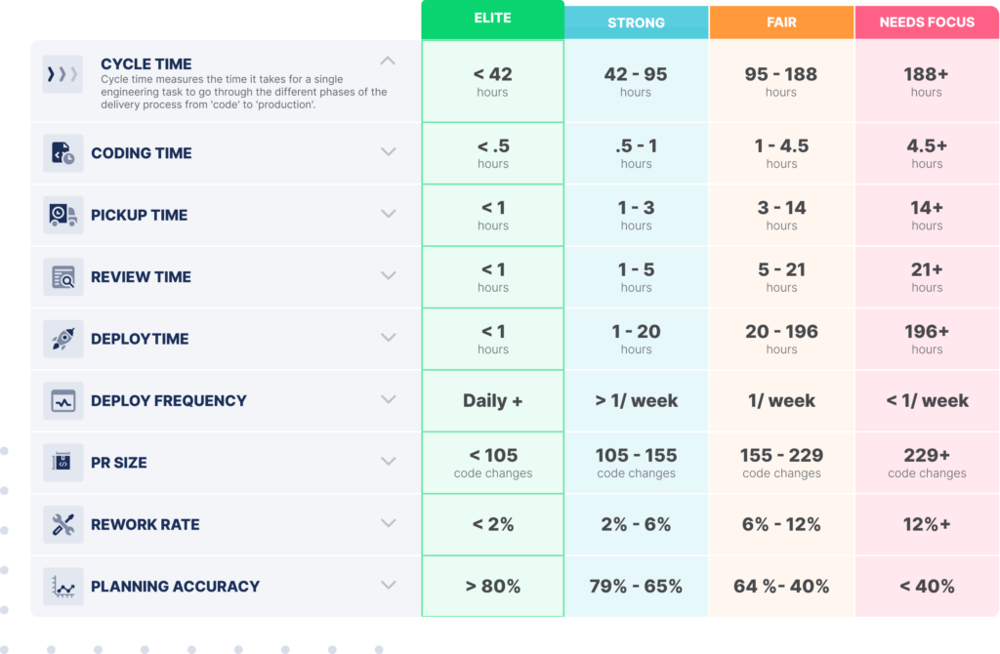 ELITE
STRONG
FAIR
NEEDS FOCUS
CYCLE TIME
Cycle time measures the time it takes for a single
engineering task to go through the different phases of the
delivery process from 'code' to 'production'.
< 42
hours
42 - 95
hours
95 - 188
hours
188+
hours
CODING TIME
< .5
hours
.5 - 1
hours
1 - 4.5
hours
4.5+
hours
PICKUP TIME
< 1
hours
1 - 3
hours
3 - 14
hours
14+
hours
REVIEW TIME
< 1
hours
1 - 5
hours
5 - 21
hours
21+
hours
DEPLOY TIME
< 1
hours
1 - 20
hours
20 - 196
hours
196+
hours
DEPLOY FREQUENCY
Daily +
> 1/ week
1/ week
< 1/ week
PR SIZE
< 105
code changes
105 - 155
code changes
155 - 229
code changes
229+
code changes
REWORK RATE
< 2%
2% - 6%
6% - 12%
12%+
PLANNING ACCURACY
> 80%
79% - 65%
64 %- 40%
< 40%